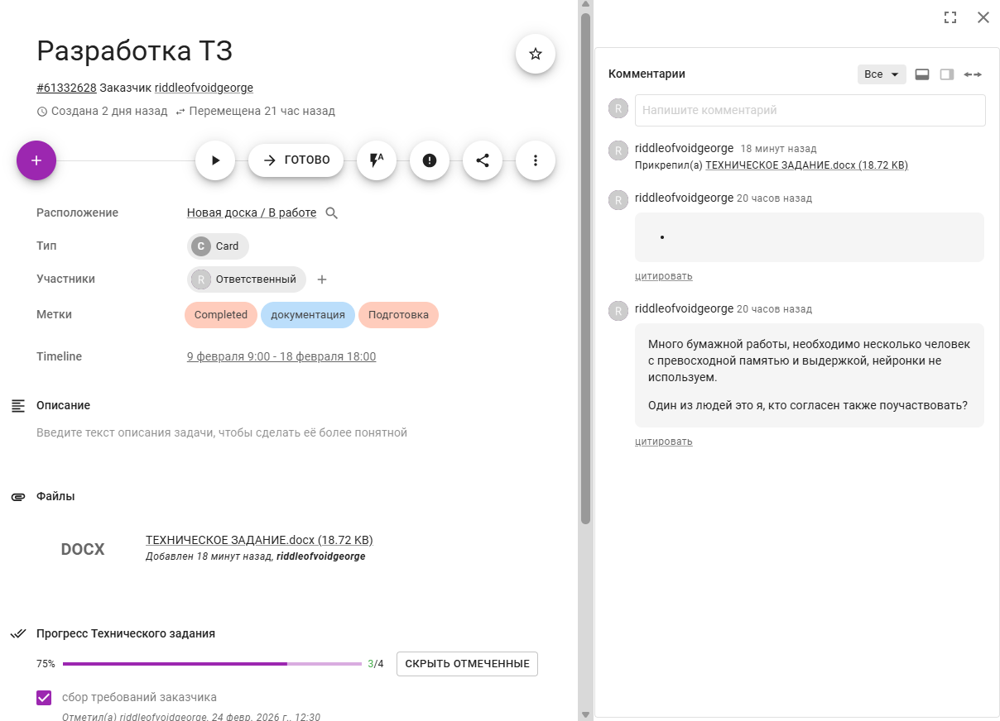 Разработка ТЗ
#61332628 Заказчик riddleofvoidgeorge
Создана 2 дня назад Перемещена 21 час назад
ГОТОВО
A
Расположение Новая доска / В работе
Тип C Card
Участники R Ответственный
Метки Completed документация Подготовка
Timeline 9 февраля 9:00 - 18 февраля 18:00
Описание
Введите текст описания задачи, чтобы сделать её более понятной
Файлы
DOCX
ТЕХНИЧЕСКОЕ ЗАДАНИЕ.docx (18.72 KB)
Добавлен 18 минут назад, riddleofvoidgeorge
Прогресс Технического задания
75% 3/4 СКРЫТЬ ОТМЕЧЕННЫЕ
сбор требований заказчика
Отметил(а) riddleofvoidgeorge, 24 февр. 2026 г., 12:30
Комментарии Все
R Напишите комментарий
R riddleofvoidgeorge 18 минут назад
Прикрепил(а) ТЕХНИЧЕСКОЕ ЗАДАНИЕ.docx (18.72 KB)
R riddleofvoidgeorge 20 часов назад
•
цитировать
R riddleofvoidgeorge 20 часов назад
Много бумажной работы, необходимо несколько человек
с превосходной памятью и выдержкой, нейронки не
используем.
Один из людей это я, кто согласен также поучаствовать?
цитировать